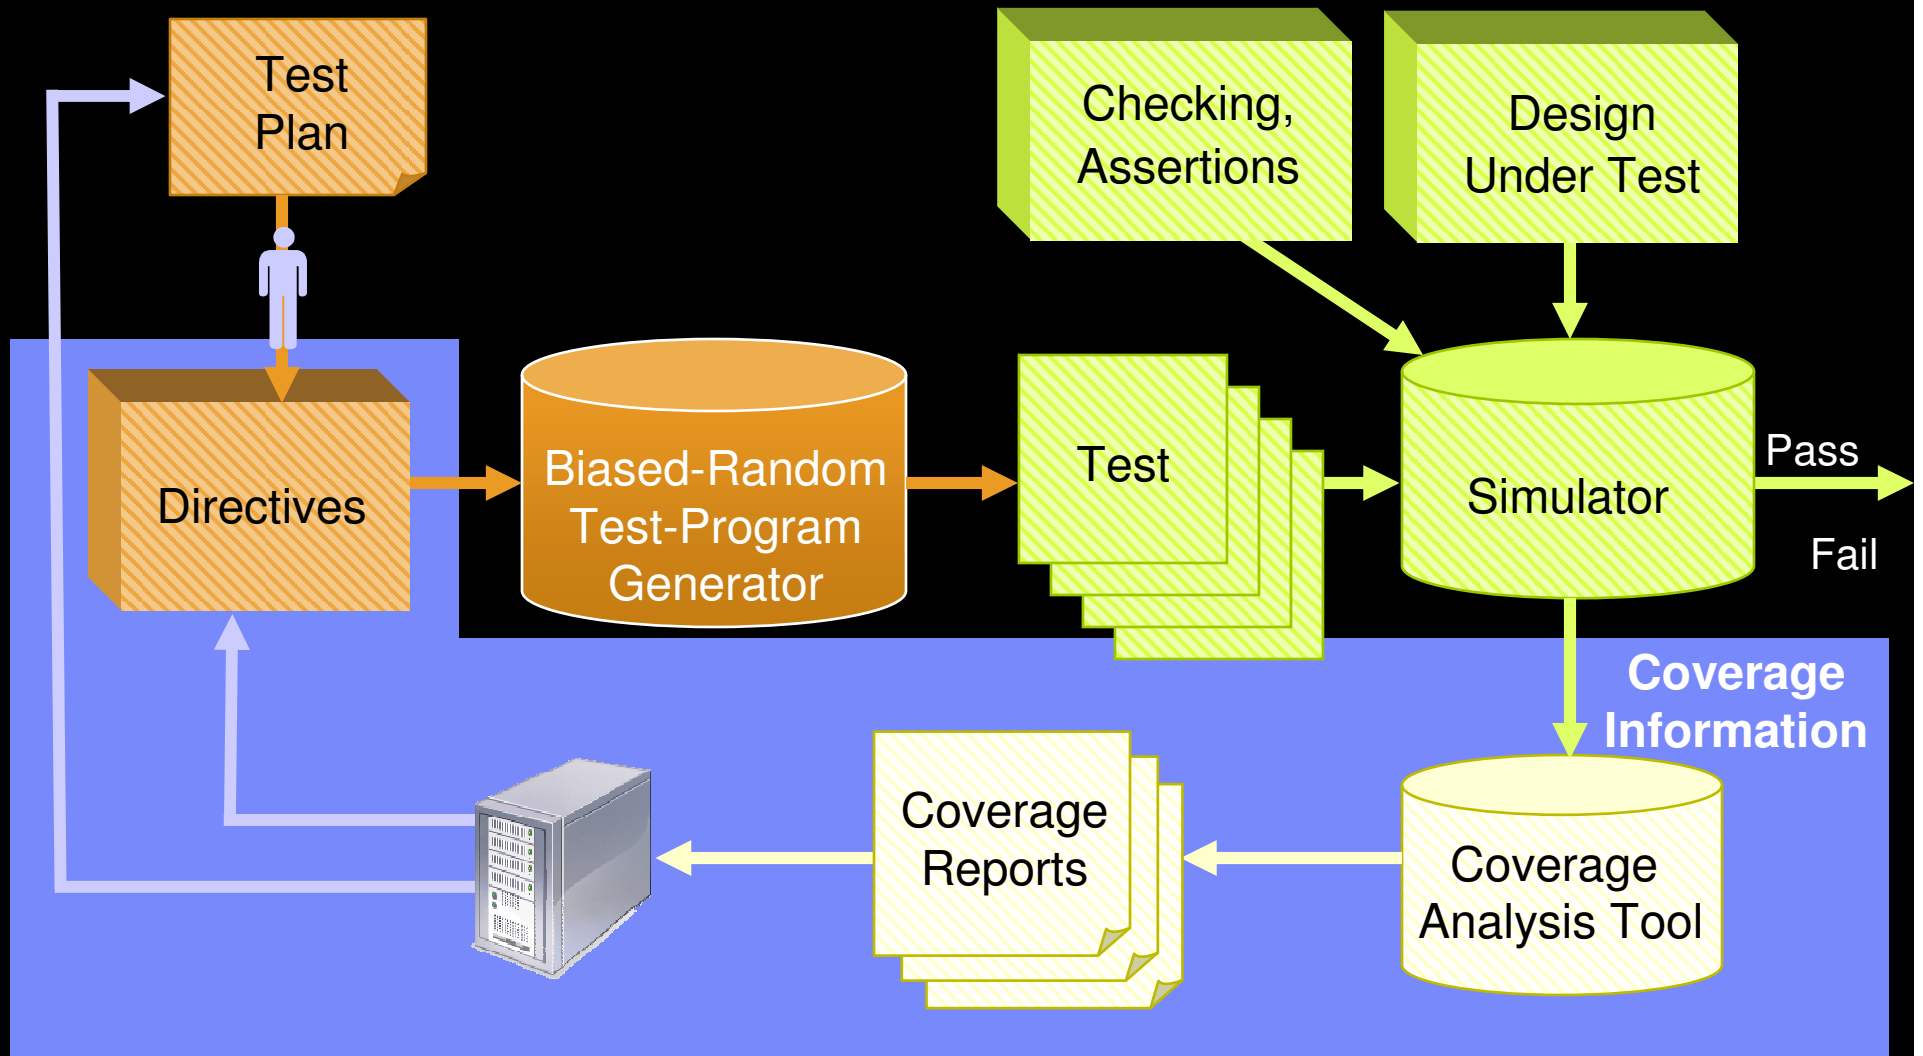 Test
Plan
Checking,
Assertions
Design
Under Test
Directives
Biased-Random
Test-Program
Generator
Test
Simulator
Pass
Fail
Coverage
Information
Coverage
Reports
Coverage
Analysis Tool